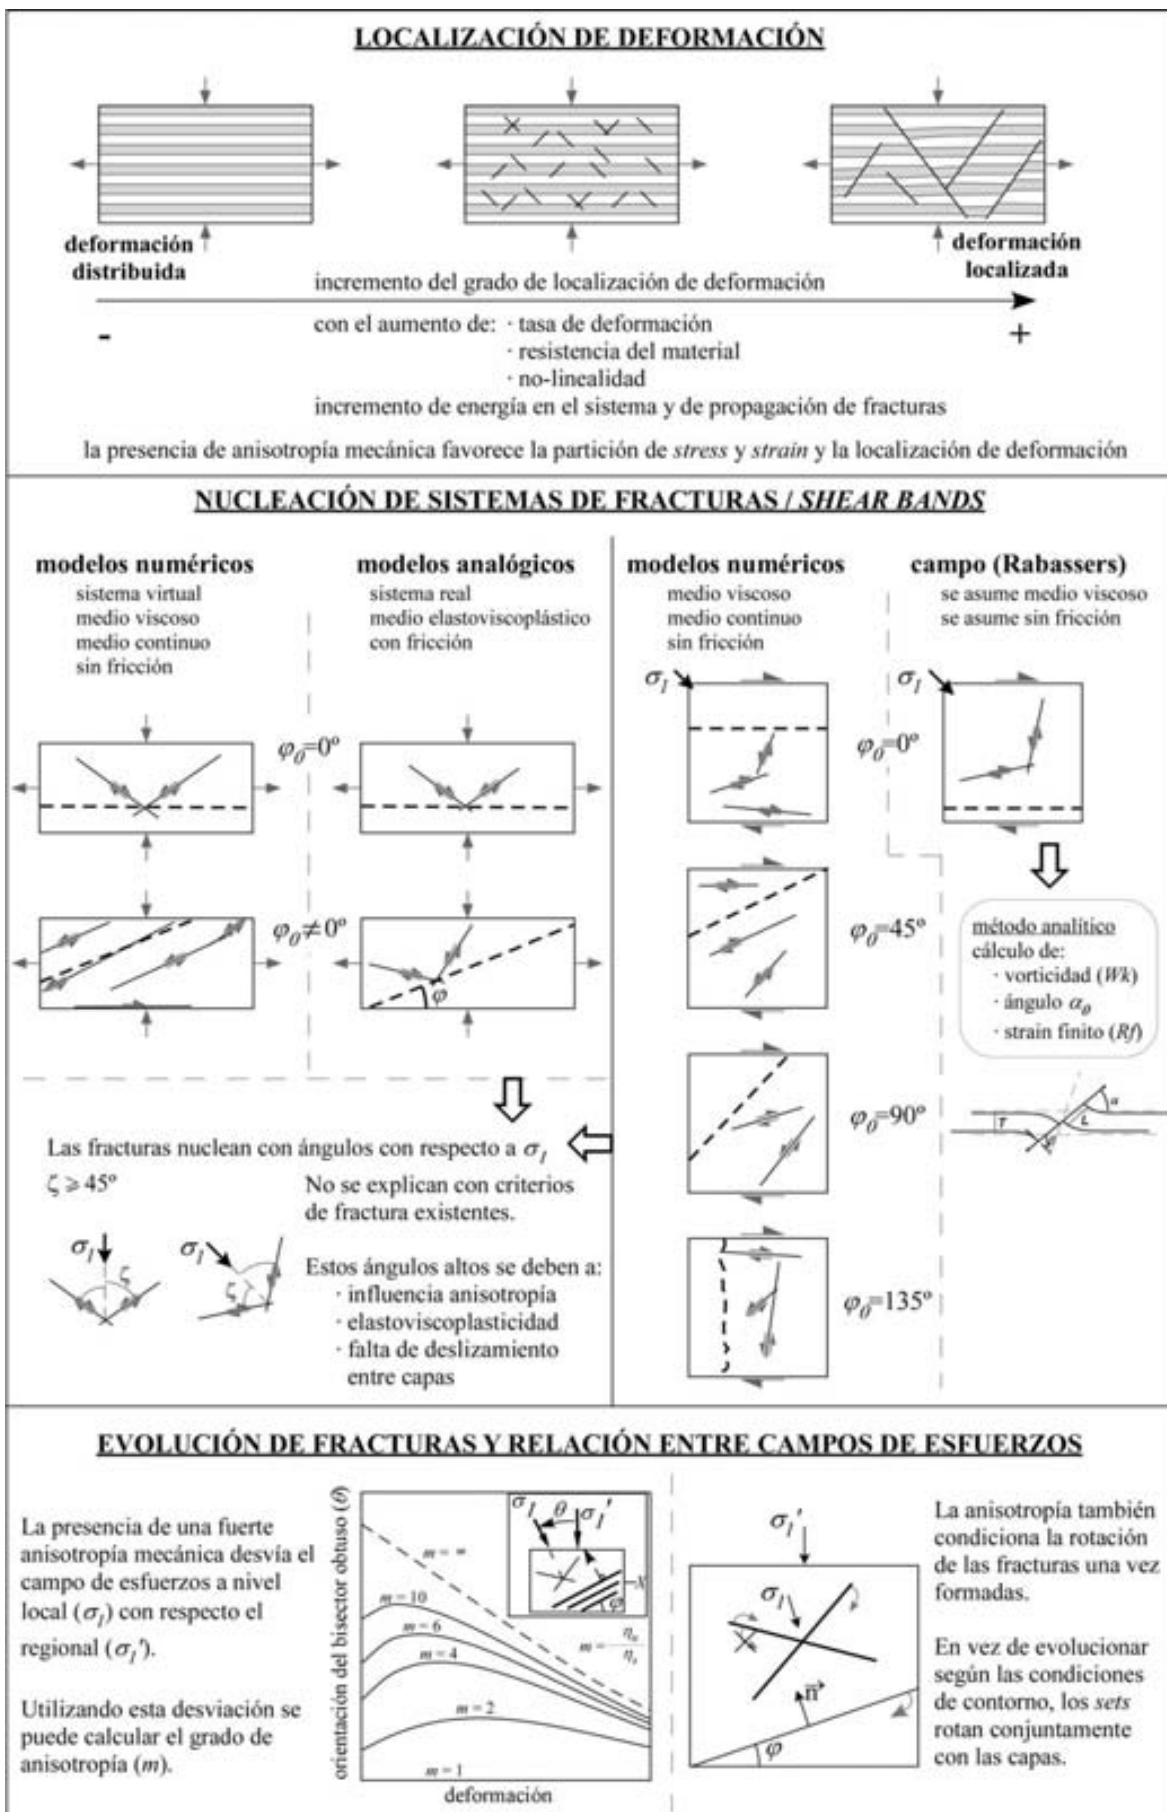 LOCALIZACIÓN DE DEFORMACIÓN
deformación
distribuida
deformación
localizada
incremento del grado de localización de deformación
-
+
con el aumento de: · tasa de deformación
· resistencia del material
· no-linealidad
incremento de energía en el sistema y de propagación de fracturas
la presencia de anisotropía mecánica favorece la partición de stress y strain y la localización de deformación
NUCLEACIÓN DE SISTEMAS DE FRACTURAS / SHEAR BANDS
modelos numéricos
sistema virtual
medio viscoso
medio continuo
sin fricción
modelos analógicos
sistema real
medio elastoviscoplástico
con fricción
φ0=0º
φ0≠0º
φ
Las fracturas nuclean con ángulos con respecto a σ1
ζ ⩾ 45º
σ1
ζ
σ1
ζ
No se explican con criterios
de fractura existentes.
Estos ángulos altos se deben a:
· influencia anisotropía
· elastoviscoplasticidad
· falta de deslizamiento
entre capas
modelos numéricos
medio viscoso
medio continuo
sin fricción
campo (Rabassers)
se asume medio viscoso
se asume sin fricción
σ1
σ1
φ0=0º
φ0=45º
φ0=90º
φ0=135º
método analítico
cálculo de:
· vorticidad (Wk)
· ángulo α0
· strain finito (Rf)
T
L
α
EVOLUCIÓN DE FRACTURAS Y RELACIÓN ENTRE CAMPOS DE ESFUERZOS
La presencia de una fuerte
anisotropía mecánica desvía el
campo de esfuerzos a nivel
local (σ1) con respecto el
regional (σ1').
Utilizando esta desviación se
puede calcular el grado de
anisotropía (m).
orientación del bisector obtuso (θ)
m = ∞
m = 10
m = 6
m = 4
m = 2
m = 1
deformación
σ1 θ σ1'
φ
m =
σ1'
σ1
n
φ
La anisotropía también
condiciona la rotación
de las fracturas una vez
formadas.
En vez de evolucionar
según las condiciones
de contorno, los sets
rotan conjuntamente
con las capas.